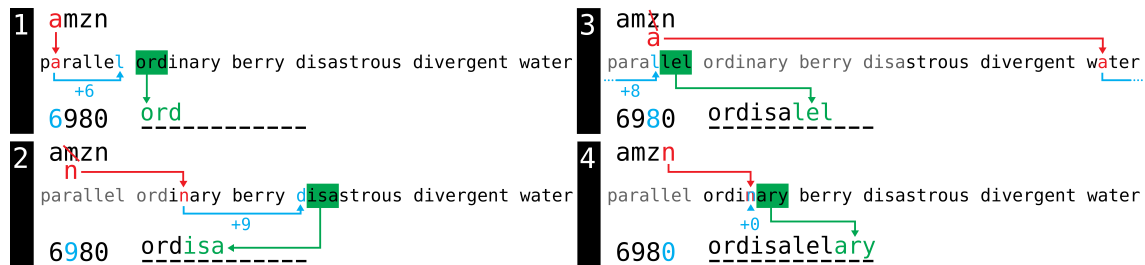 1
amzn
parallel ordinary berry disastrous divergent water
+6
ord
6980
2
amzn
n
parallel ordinary berry disastrous divergent water
+9
ordisa
6980
3
amzn
a
parallel ordinary berry disastrous divergent water
+8
ordisalel
6980
4
amzn
parallel ordinary berry disastrous divergent water
+0
ordisalelary
6980